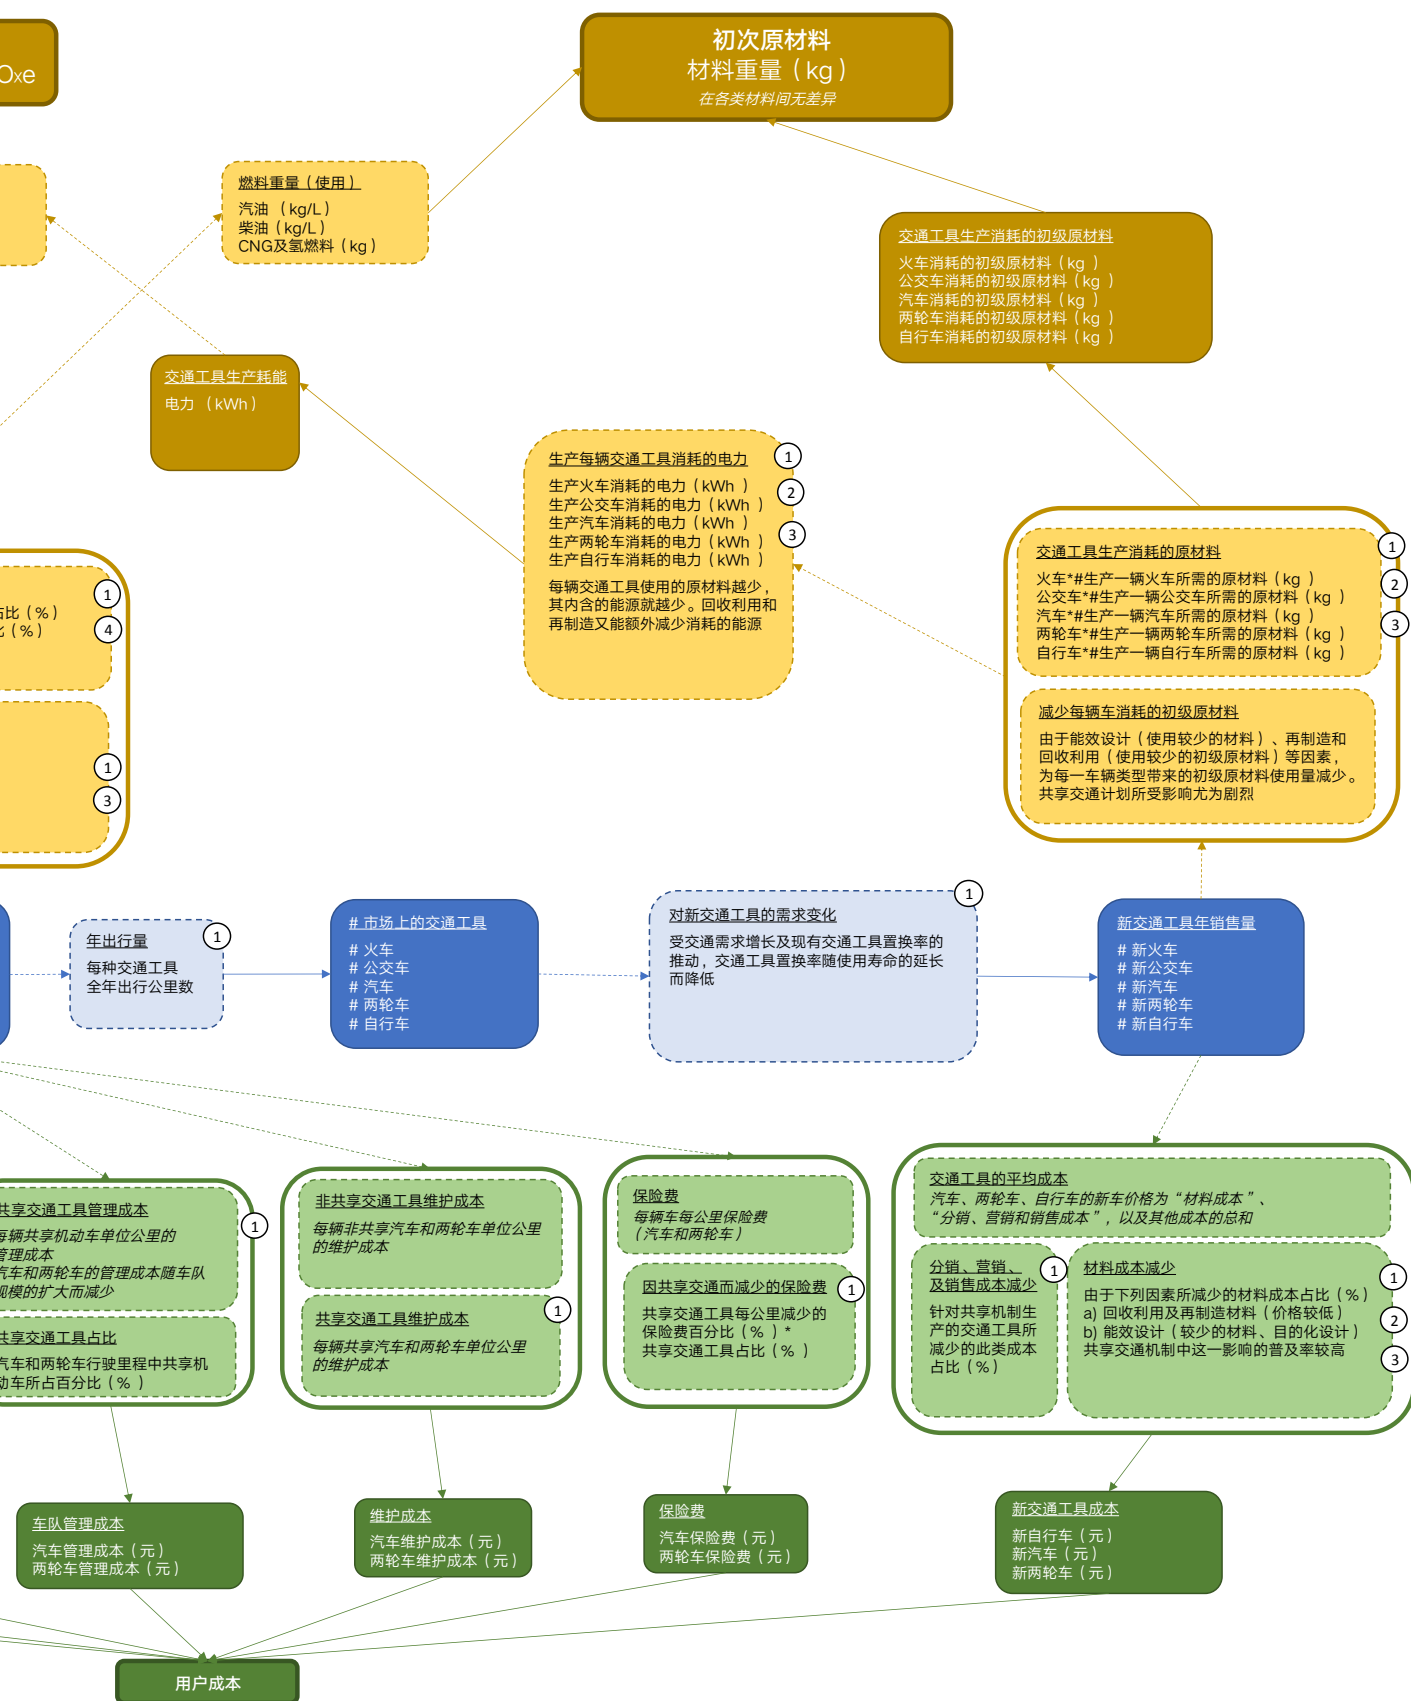 Oxe
初次原材料
材料重量（kg）
在各类材料间无差异
燃料重量（使用）
汽油 （kg/L）
柴油（kg/L）
CNG及氢燃料（kg）
交通工具生产消耗的初级原材料
火车消耗的初级原材料（kg ）
公交车消耗的初级原材料（kg ）
汽车消耗的初级原材料（kg ）
两轮车消耗的初级原材料（kg ）
自行车消耗的初级原材料（kg ）
交通工具生产耗能
电力 （kWh）
生产每辆交通工具消耗的电力
生产火车消耗的电力（kWh ）
生产公交车消耗的电力（kWh ）
生产汽车消耗的电力（kWh ）
生产两轮车消耗的电力（kWh ）
生产自行车消耗的电力（kWh ）
每辆交通工具使用的原材料越少，
其内含的能源就越少。回收利用和
再制造又能额外减少消耗的能源
1
2
3
交通工具生产消耗的原材料
火车*#生产一辆火车所需的原材料（kg ）
公交车*#生产一辆公交车所需的原材料（kg ）
汽车*#生产一辆汽车所需的原材料（kg ）
两轮车*#生产一辆两轮车所需的原材料（kg ）
自行车*#生产一辆自行车所需的原材料（kg ）
1
2
3
减少每辆车消耗的初级原材料
由于能效设计（使用较少的材料）、再制造和
回收利用（使用较少的初级原材料）等因素，
为每一车辆类型带来的初级原材料使用量减少。
共享交通计划所受影响尤为剧烈
占比（%）
比（%）
1
4
1
3
年出行量
每种交通工具
全年出行公里数
1
# 市场上的交通工具
# 火车
# 公交车
# 汽车
# 两轮车
# 自行车
对新交通工具的需求变化
受交通需求增长及现有交通工具置换率的
推动，交通工具置换率随使用寿命的延长
而降低
1
新交通工具年销售量
# 新火车
# 新公交车
# 新汽车
# 新两轮车
# 新自行车
共享交通工具管理成本
每辆共享机动车单位公里的
管理成本
汽车和两轮车的管理成本随车队
规模的扩大而减少
1
共享交通工具占比
汽车和两轮车行驶里程中共享机
动车所占百分比（% ）
非共享交通工具维护成本
每辆非共享汽车和两轮车单位公里
的维护成本
共享交通工具维护成本
每辆共享汽车和两轮车单位公里
的维护成本
1
保险费
每辆车每公里保险费
（汽车和两轮车）
因共享交通而减少的保险费
共享交通工具每公里减少的
保险费百分比（% ）*
共享交通工具占比（% ）
1
交通工具的平均成本
汽车、两轮车、自行车的新车价格为“材料成本”、
“分销、营销和销售成本”，以及其他成本的总和
分销、营销、
及销售成本减少
针对共享机制生
产的交通工具所
减少的此类成本
占比（%）
1
材料成本减少
由于下列因素所减少的材料成本占比（%）
a) 回收利用及再制造材料（价格较低）
b) 能效设计（较少的材料、目的化设计）
共享交通机制中这一影响的普及率较高
1
2
3
车队管理成本
汽车管理成本（元）
两轮车管理成本（元）
维护成本
汽车维护成本（元）
两轮车维护成本（元）
保险费
汽车保险费（元）
两轮车保险费（元）
新交通工具成本
新自行车（元）
新汽车（元）
新两轮车（元）
用户成本